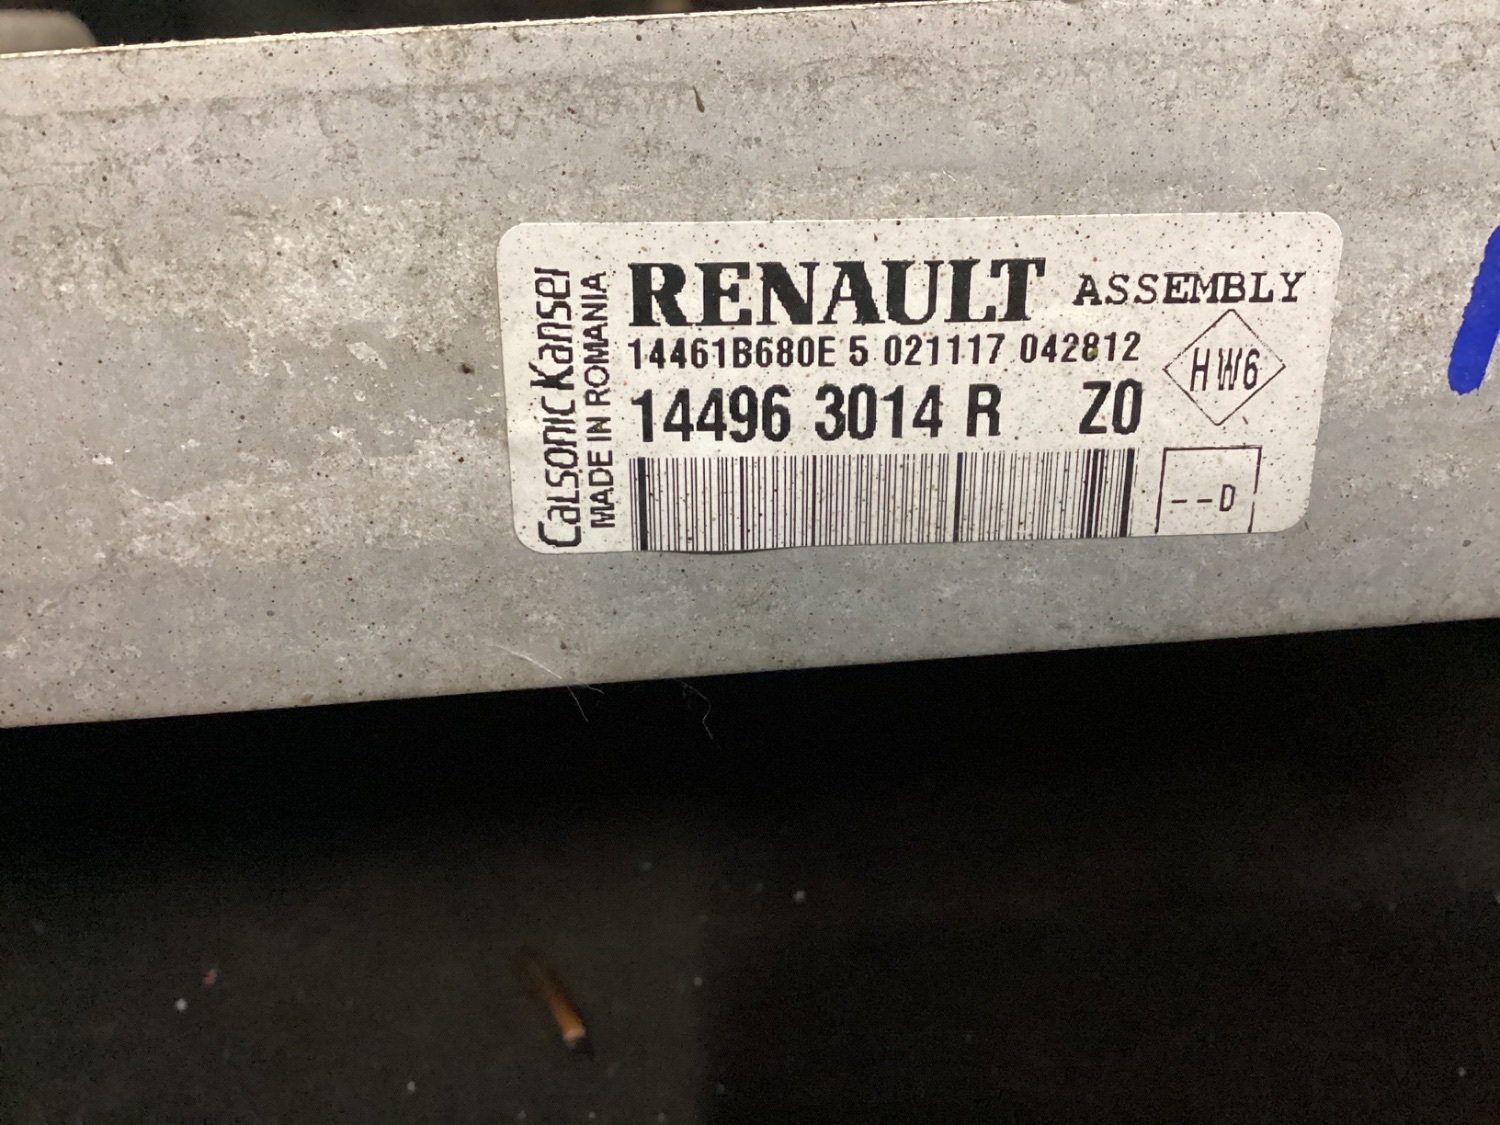 Calsonic Kansei
MADE IN ROMANIA
RENAULT ASSEMBLY
14461B680E 5 021117 042812
HW6
14496 3014 R Z0
--D